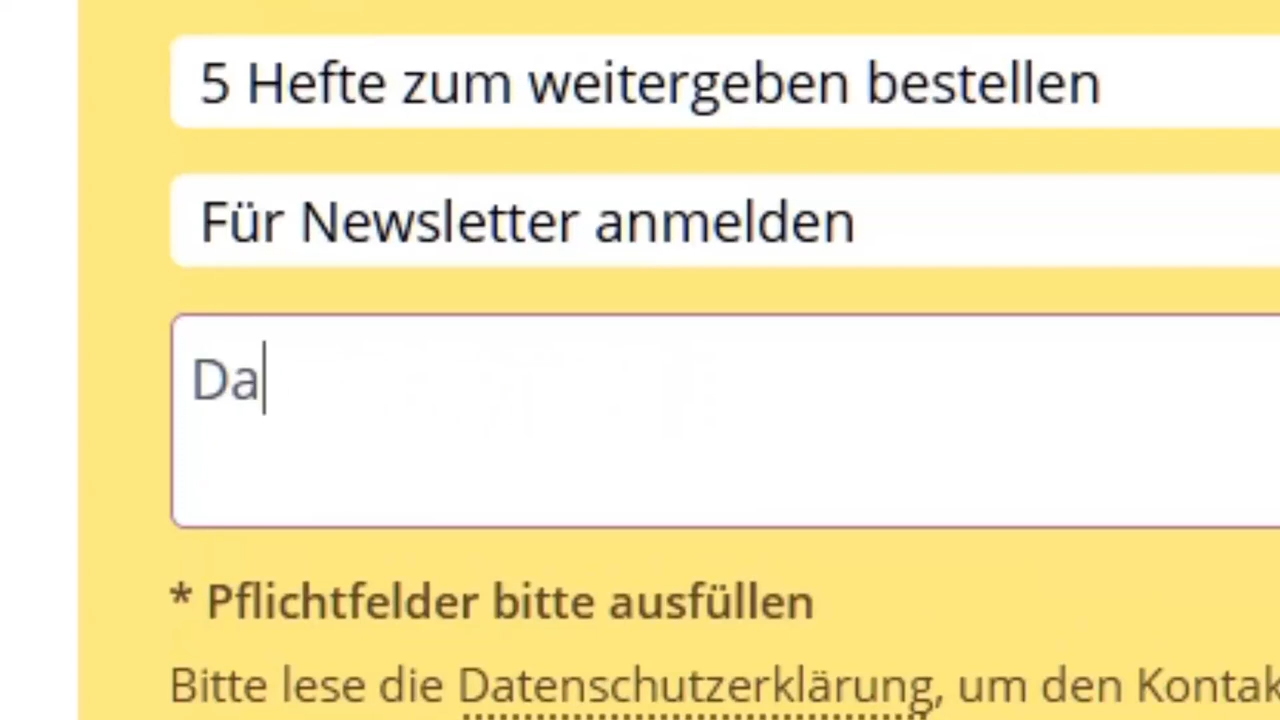 5 Hefte zum weitergeben bestellen
Für Newsletter anmelden
Da
* Pflichtfelder bitte ausfüllen
Bitte lese die Datenschutzerklärung, um den Kontak